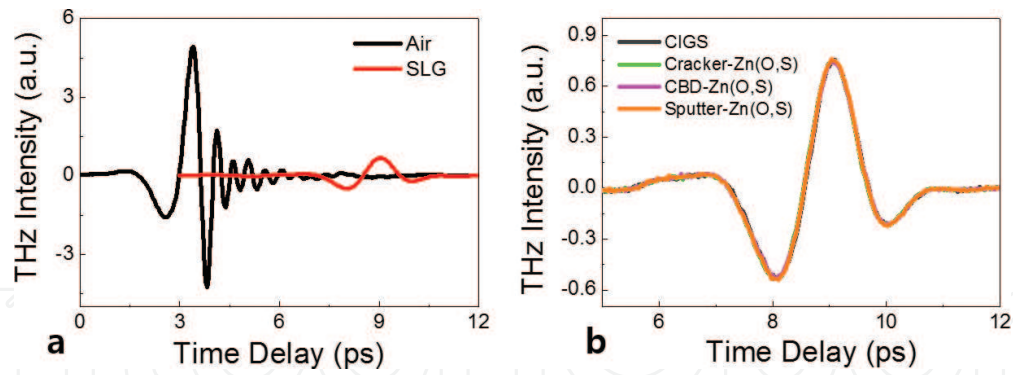 6
3
0
-3
THz Intensity (a.u.)
Air
SLG
0
3
6
9
12
a
Time Delay (ps)
0.9
0.6
0.3
0.0
-0.3
-0.6
THz Intensity (a.u.)
CIGS
Cracker-Zn(O,S)
CBD-Zn(O,S)
Sputter-Zn(O,S)
6
8
10
12
b
Time Delay (ps)